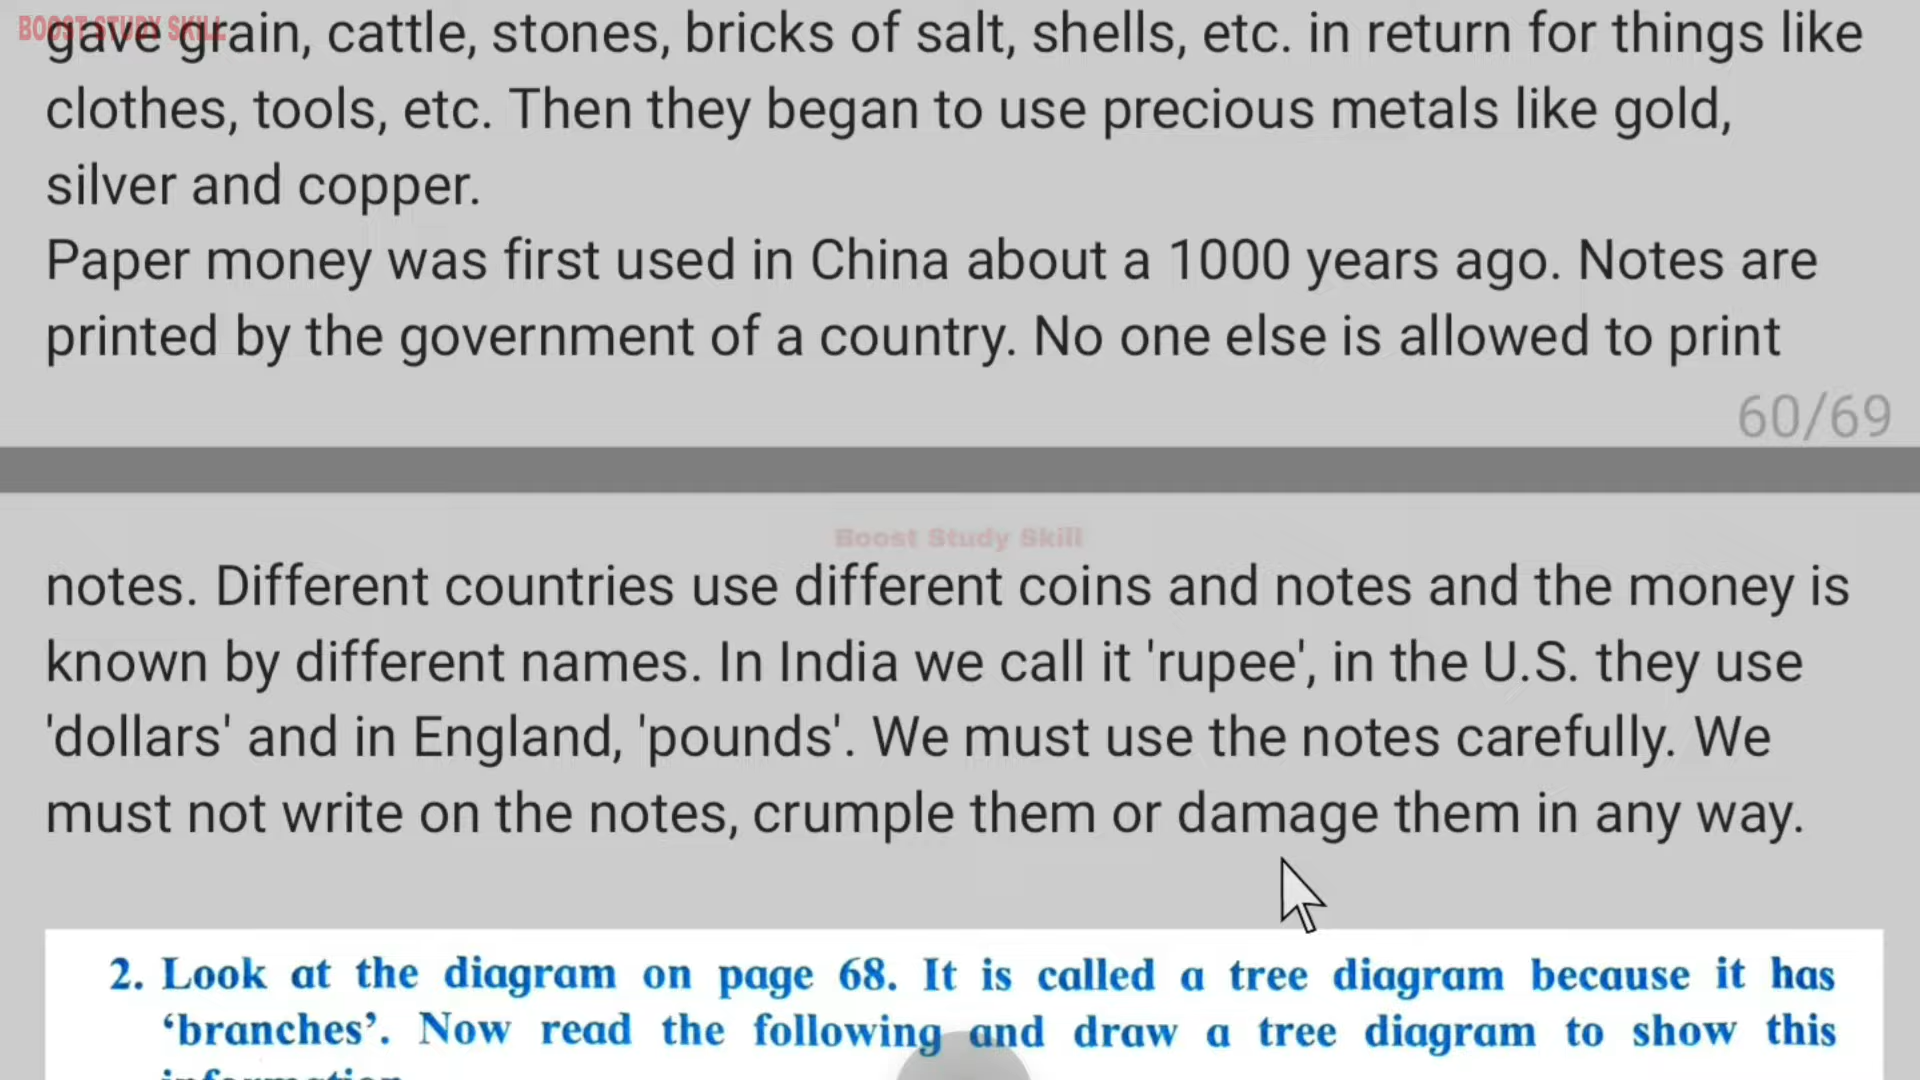 BOOST STUDY SKILL
gave grain, cattle, stones, bricks of salt, shells, etc. in return for things like
clothes, tools, etc. Then they began to use precious metals like gold,
silver and copper.
Paper money was first used in China about a 1000 years ago. Notes are
printed by the government of a country. No one else is allowed to print
60/69
Boost Study Skill
notes. Different countries use different coins and notes and the money is
known by different names. In India we call it 'rupee', in the U.S. they use
'dollars' and in England, 'pounds'. We must use the notes carefully. We
must not write on the notes, crumple them or damage them in any way.
2. Look at the diagram on page 68. It is called a tree diagram because it has
‘branches’. Now read the following and draw a tree diagram to show this